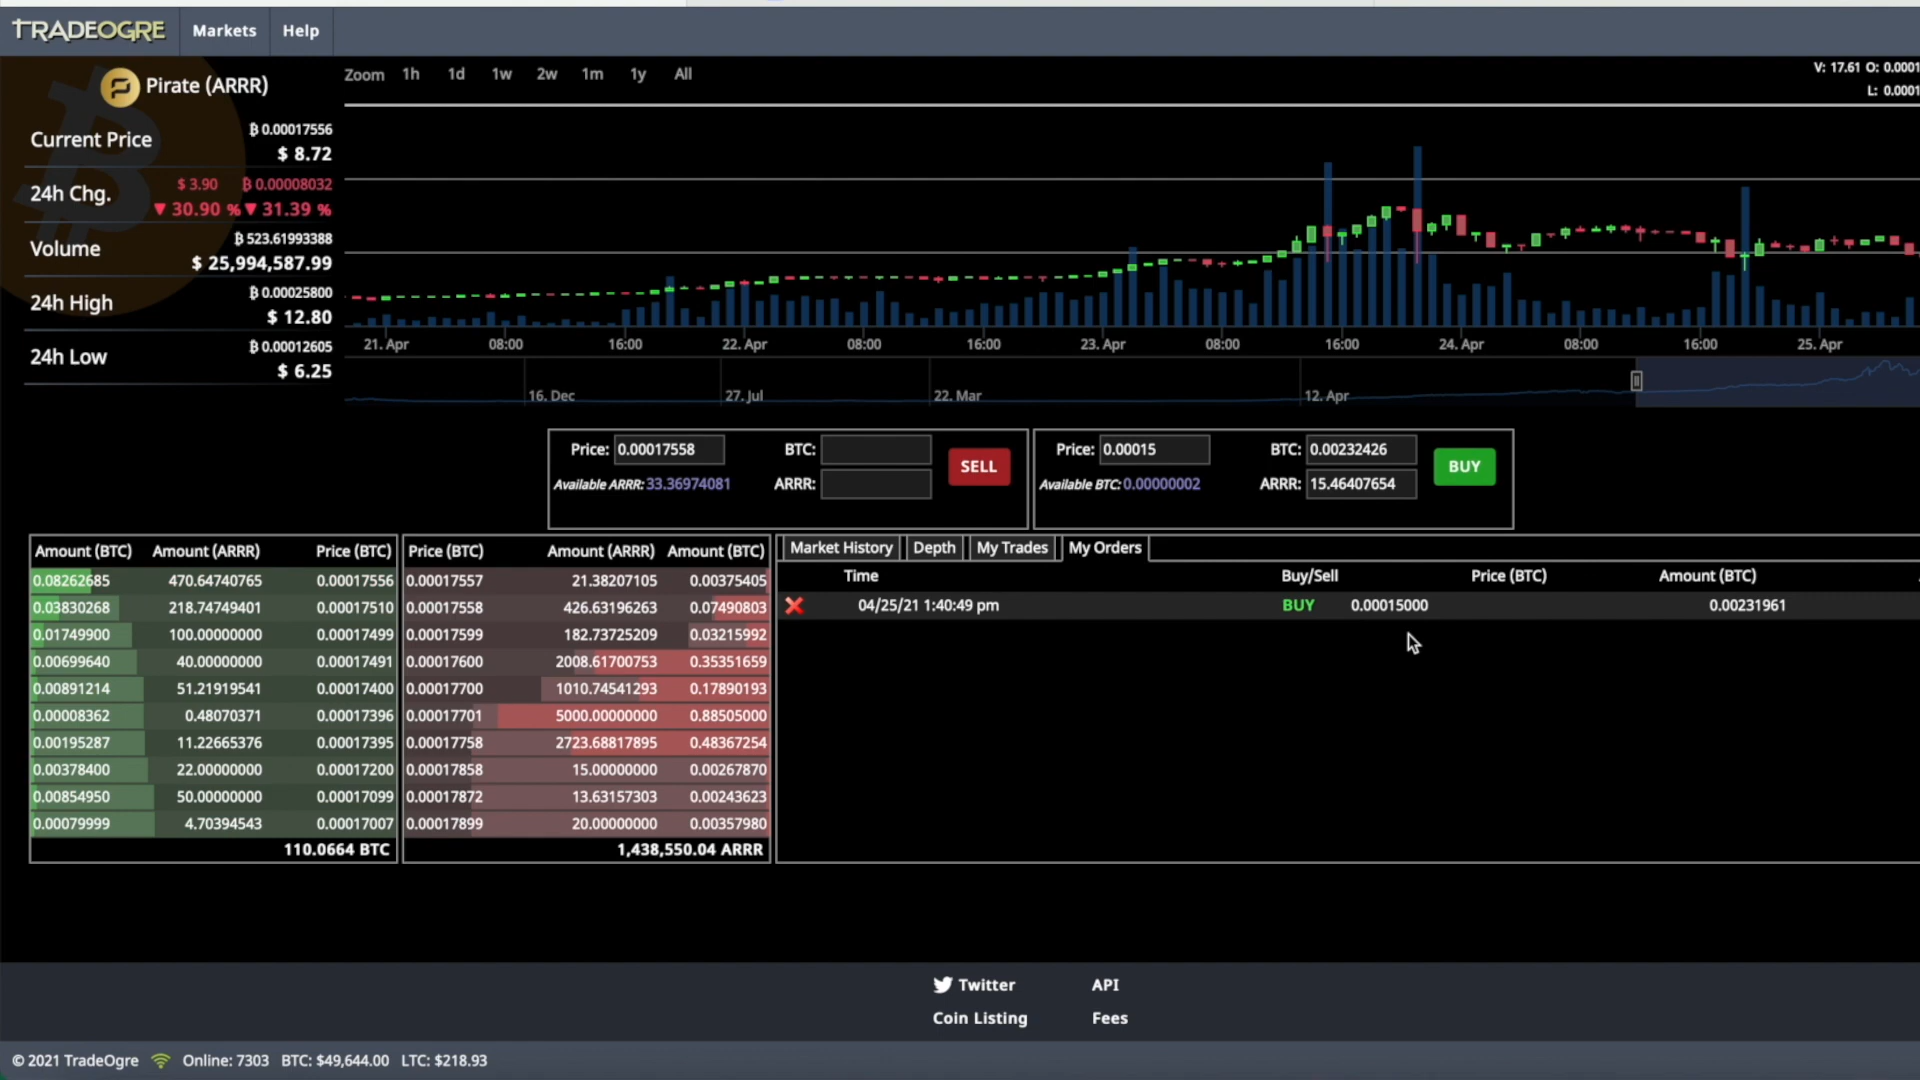 TRADEOGRE Markets Help
Pirate (ARRR)
Current Price ₿ 0.00017556
$ 8.72
24h Chg. $ 3.90 ₿ 0.00008032
▼ 30.90 % ▼ 31.39 %
Volume ₿ 523.61993388
$ 25,994,587.99
24h High ₿ 0.00025800
$ 12.80
24h Low ₿ 0.00012605
$ 6.25
Zoom 1h 1d 1w 2w 1m 1y All
V: 17.61 O: 0.0001
L: 0.0001
21. Apr 08:00 16:00 22. Apr 08:00 16:00 23. Apr 08:00 16:00 24. Apr 08:00 16:00 25. Apr
16. Dec 27. Jul 22. Mar 12. Apr
Price: 0.00017558 BTC: SELL
Available ARRR: 33.36974081 ARRR:
Price: 0.00015 BTC: 0.00232426 BUY
Available BTC: 0.00000002 ARRR: 15.46407654
Amount (BTC) Amount (ARRR) Price (BTC)
0.08262685 470.64740765 0.00017556
0.03830268 218.74749401 0.00017510
0.01749900 100.00000000 0.00017499
0.00699640 40.00000000 0.00017491
0.00891214 51.21919541 0.00017400
0.00008362 0.48070371 0.00017396
0.00195287 11.22665376 0.00017395
0.00378400 22.00000000 0.00017200
0.00854950 50.00000000 0.00017099
0.00079999 4.70394543 0.00017007
110.0664 BTC
Price (BTC) Amount (ARRR) Amount (BTC)
0.00017557 21.38207105 0.00375405
0.00017558 426.63196263 0.07490803
0.00017599 182.73725209 0.03215992
0.00017600 2008.61700753 0.35351659
0.00017700 1010.74541293 0.17890193
0.00017701 5000.00000000 0.88505000
0.00017758 2723.68817895 0.48367254
0.00017858 15.00000000 0.00267870
0.00017872 13.63157303 0.00243623
0.00017899 20.00000000 0.00357980
1,438,550.04 ARRR
Market History Depth My Trades My Orders
Time Buy/Sell Price (BTC) Amount (BTC)
04/25/21 1:40:49 pm BUY 0.00015000 0.00231961
Twitter API
Coin Listing Fees
© 2021 TradeOgre Online: 7303 BTC: $49,644.00 LTC: $218.93